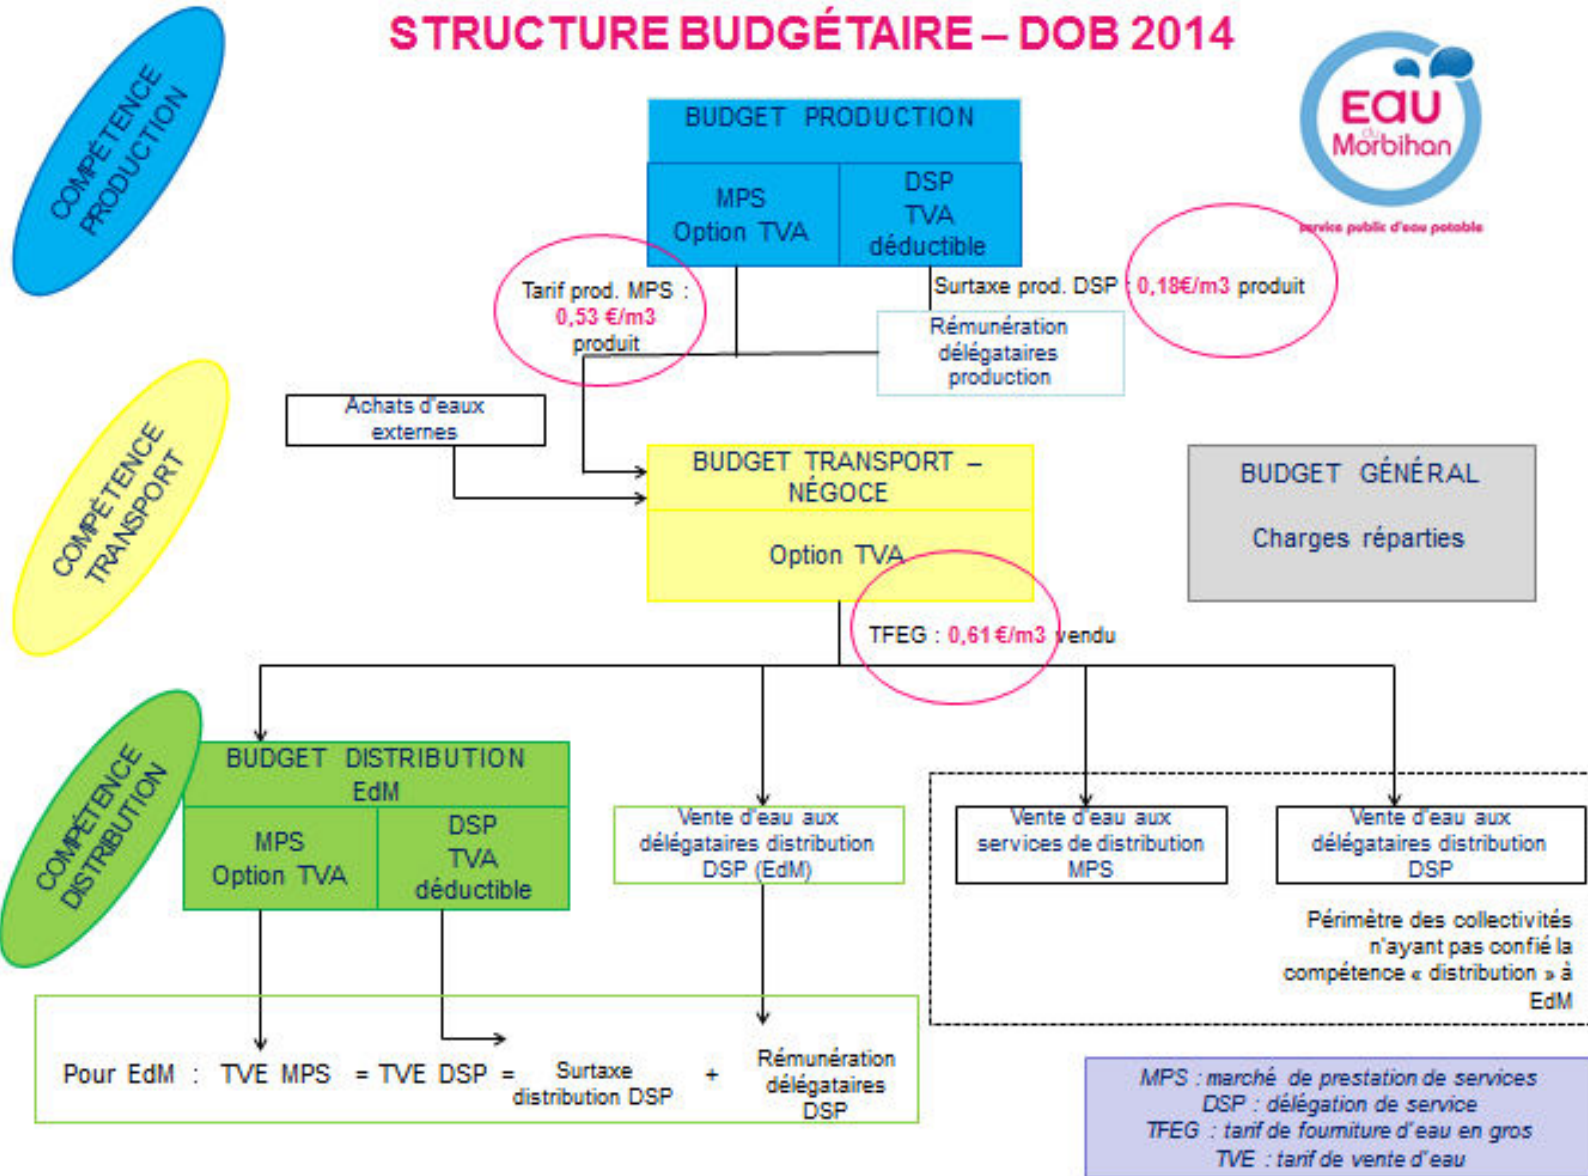 STRUCTURE BUDGÉTAIRE – DOB 2014
COMPÉTENCE
PRODUCTION
BUDGET PRODUCTION
MPS
Option TVA
DSP
TVA
déductible
Eau
du
Morbihan
service public d'eau potable
Tarif prod. MPS :
0,53 €/m3
produit
Surtaxe prod. DSP : 0,18€/m3 produit
Rémunération
délégataires
production
Achats d'eaux
externes
COMPÉTENCE
TRANSPORT
BUDGET TRANSPORT –
NÉGOCE
Option TVA
BUDGET GÉNÉRAL
Charges réparties
TFEG : 0,61 €/m3 vendu
COMPÉTENCE
DISTRIBUTION
BUDGET DISTRIBUTION
EdM
MPS
Option TVA
DSP
TVA
déductible
Vente d'eau aux
délégataires distribution
DSP (EdM)
Vente d'eau aux
services de distribution
MPS
Vente d'eau aux
délégataires distribution
DSP
Périmètre des collectivités
n'ayant pas confié la
compétence « distribution » à
EdM
Pour EdM : TVE MPS = TVE DSP =
Surtaxe
distribution DSP
+
Rémunération
délégataires
DSP
MPS : marché de prestation de services
DSP : délégation de service
TFEG : tarif de fourniture d'eau en gros
TVE : tarif de vente d'eau